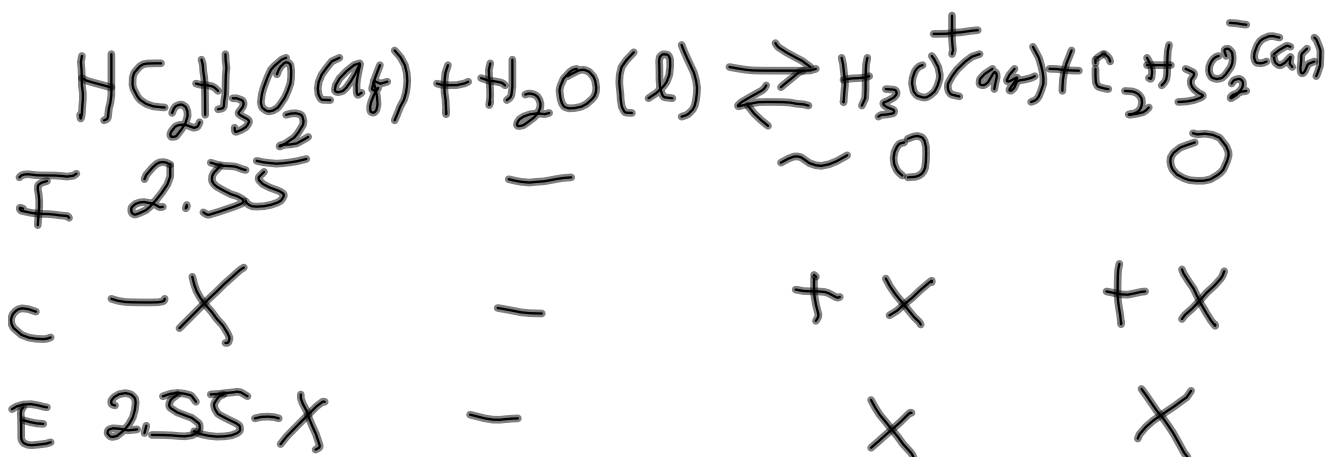 HC₂H₃O₂(aq) + H₂O(l) ⇌ H₃O⁺(aq) + C₂H₃O₂⁻(aq)
I 2.55 — ~0 0
C -X — +X +X
E 2.55-X — X X